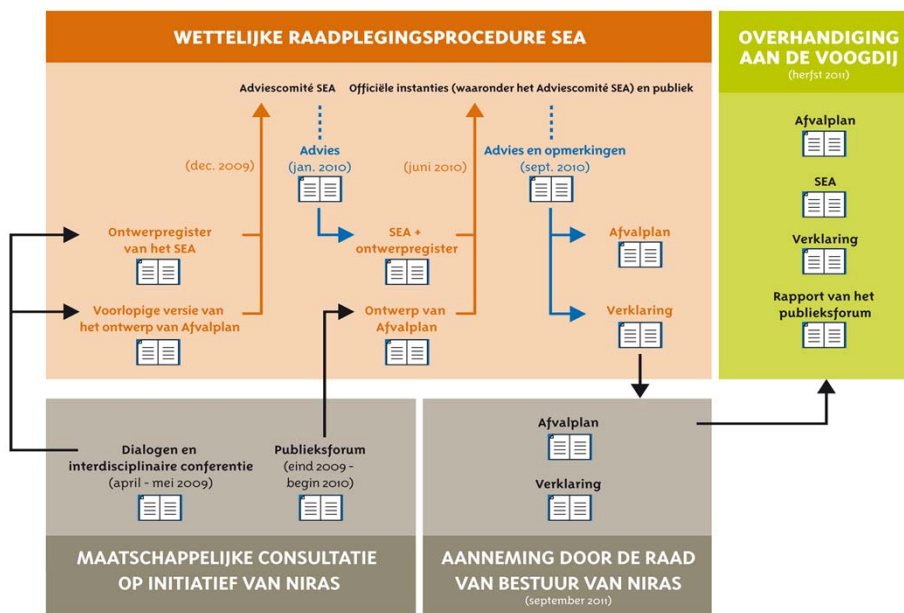 WETTELIJKE RAADPLEGINGSPROCEDURE SEA
Adviescomité SEA
Officiële instanties (waaronder het Adviescomité SEA) en publiek
(dec. 2009)
Advies
(jan. 2010)
(juni 2010)
Advies en opmerkingen
(sept. 2010)
Ontwerpregister
van het SEA
SEA +
ontwerpregister
Afvalplan
Voorlopige versie van
het ontwerp van Afvalplan
Ontwerp van
Afvalplan
Verklaring
OVERHANDIGING
AAN DE VOOGDIJ
(herfst 2011)
Afvalplan
SEA
Verklaring
Rapport van het
publieksforum
Dialogen en
interdisciplinaire conferentie
(april - mei 2009)
Publieksforum
(eind 2009 -
begin 2010)
MAATSCHAPPELIJKE CONSULTATIE
OP INITIATIEF VAN NIRAS
Afvalplan
Verklaring
AANNEMING DOOR DE RAAD
VAN BESTUUR VAN NIRAS
(september 2011)